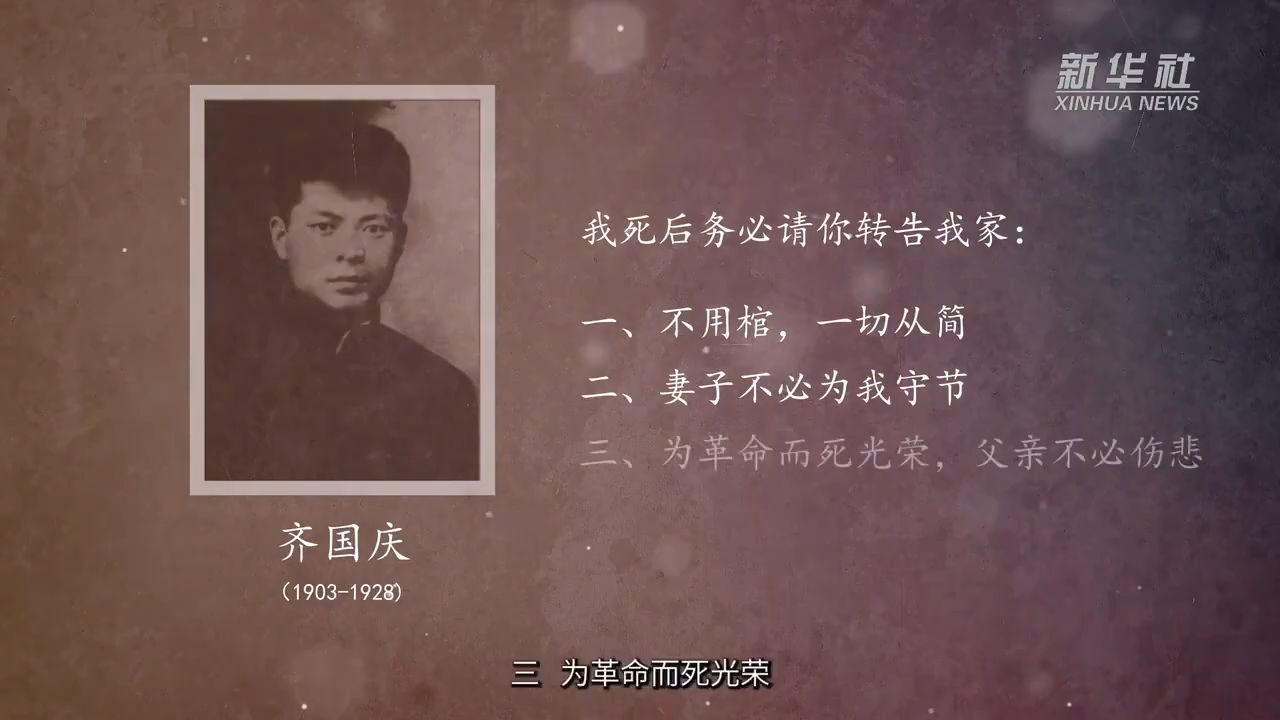 新华社
XINHUA NEWS
我死后务必请你转告我家：
一、不用棺，一切从简
二、妻子不必为我守节
三、为革命而死光荣，父亲不必伤悲
齐国庆
（1903-1928）
三 为革命而死光荣